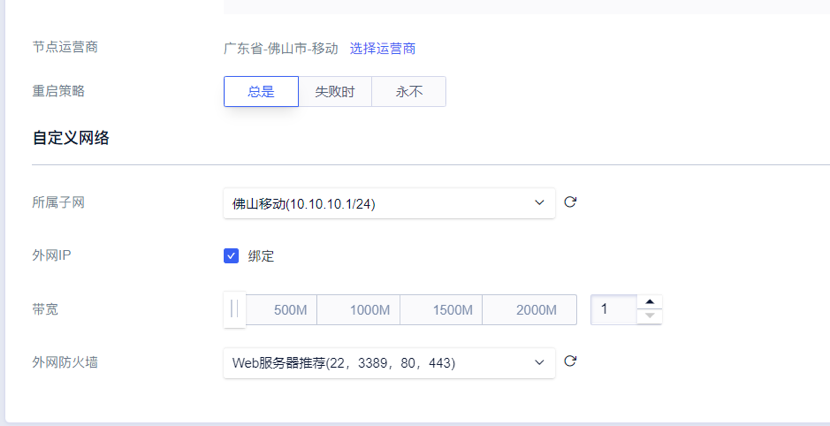 节点运营商 广东省-佛山市-移动 选择运营商
重启策略 总是 失败时 永不
自定义网络
所属子网 佛山移动(10.10.10.1/24)
外网IP 绑定
带宽 500M 1000M 1500M 2000M 1
外网防火墙 Web服务器推荐(22，3389，80，443)